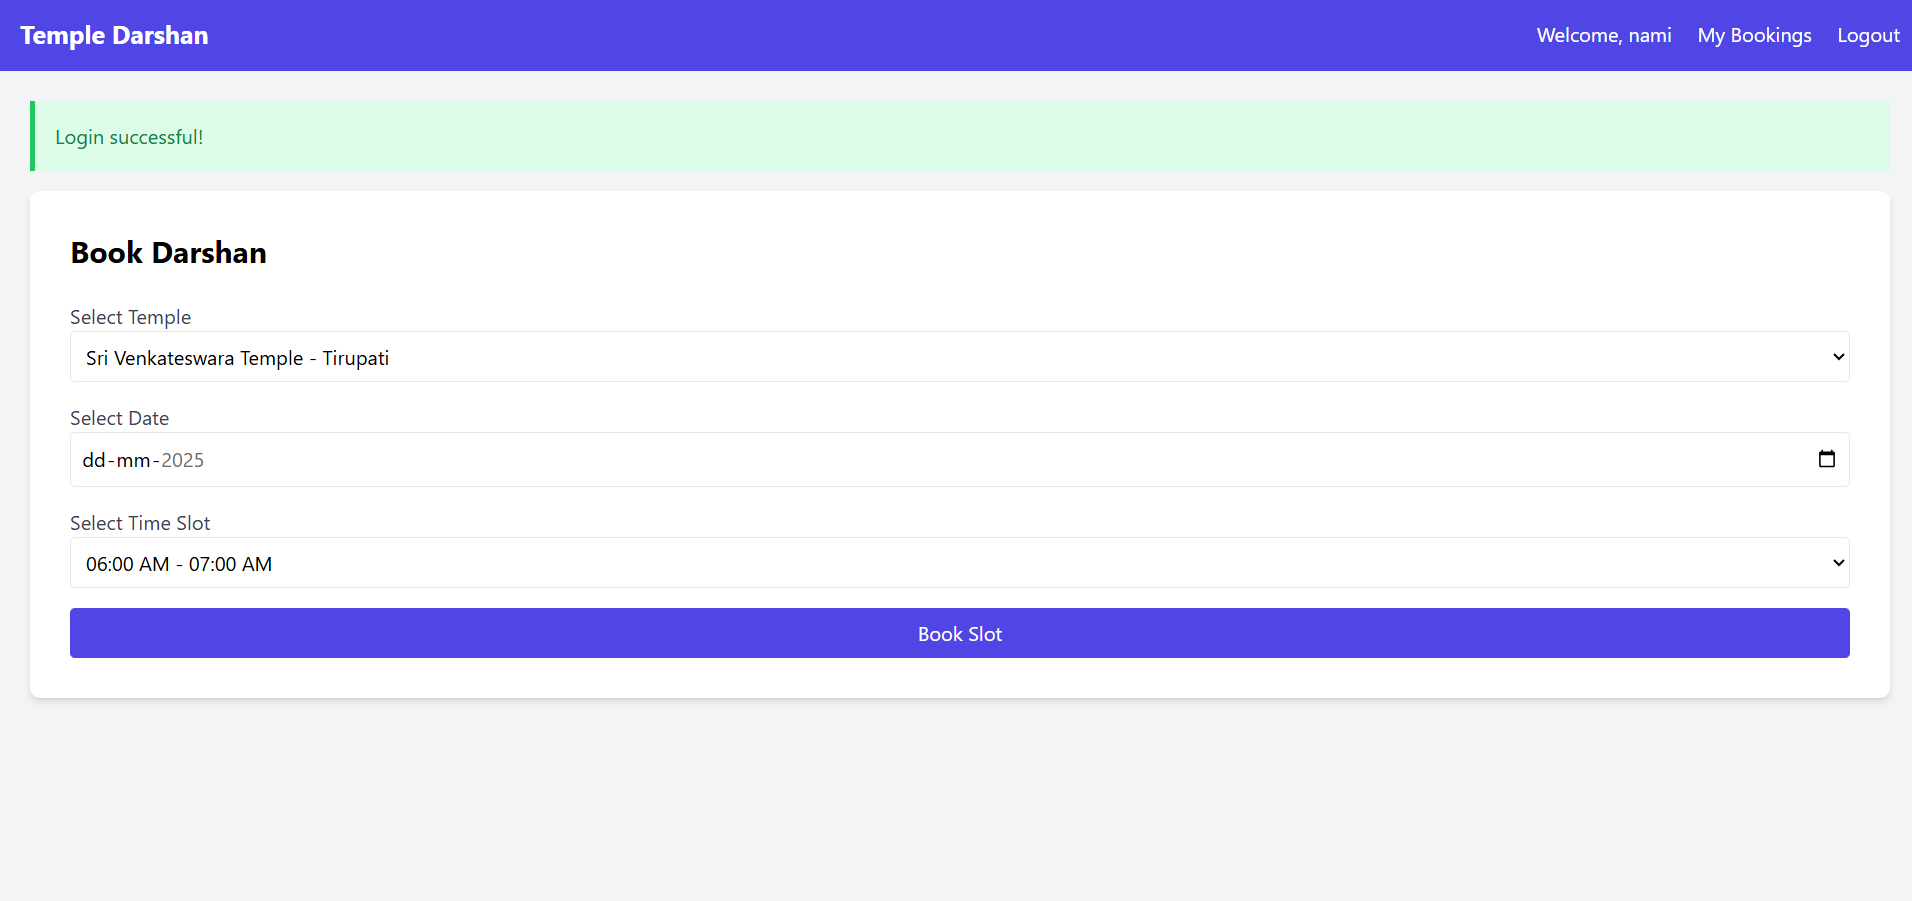 Temple Darshan Welcome, nami My Bookings Logout
Login successful!
Book Darshan
Select Temple
Sri Venkateswara Temple - Tirupati
Select Date
dd-mm-2025
Select Time Slot
06:00 AM - 07:00 AM
Book Slot